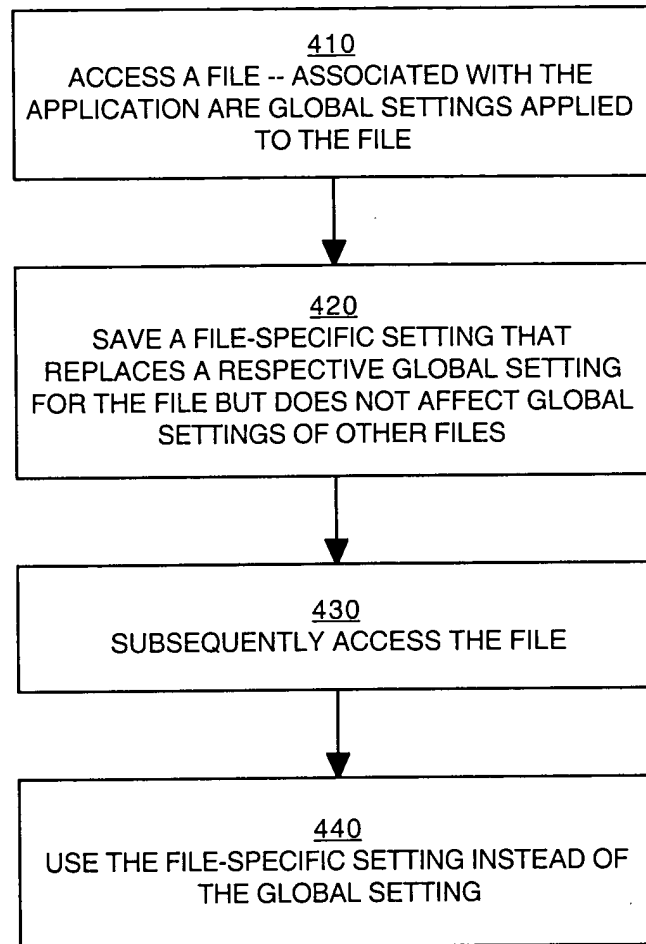 410
ACCESS A FILE -- ASSOCIATED WITH THE
APPLICATION ARE GLOBAL SETTINGS APPLIED
TO THE FILE
420
SAVE A FILE-SPECIFIC SETTING THAT
REPLACES A RESPECTIVE GLOBAL SETTING
FOR THE FILE BUT DOES NOT AFFECT GLOBAL
SETTINGS OF OTHER FILES
430
SUBSEQUENTLY ACCESS THE FILE
440
USE THE FILE-SPECIFIC SETTING INSTEAD OF
THE GLOBAL SETTING